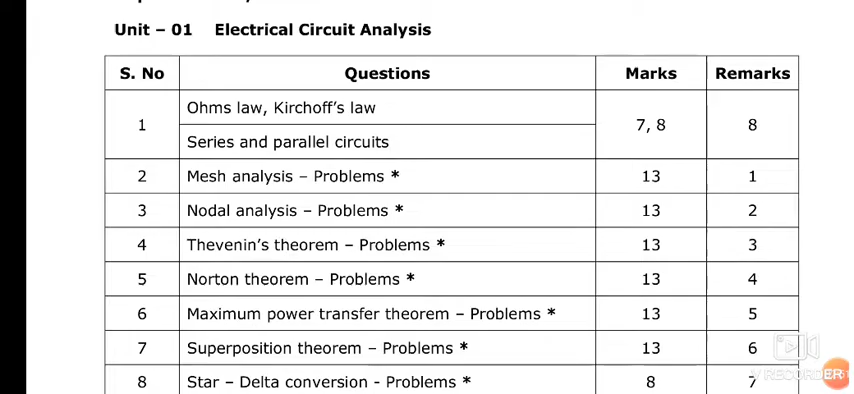 Unit – 01 Electrical Circuit Analysis
S. No Questions Marks Remarks
1 Ohms law, Kirchoff's law 7, 8 8
Series and parallel circuits
2 Mesh analysis – Problems * 13 1
3 Nodal analysis – Problems * 13 2
4 Thevenin's theorem – Problems * 13 3
5 Norton theorem – Problems * 13 4
6 Maximum power transfer theorem – Problems * 13 5
7 Superposition theorem – Problems * 13 6
8 Star – Delta conversion - Problems * 8 7
V RECORDER